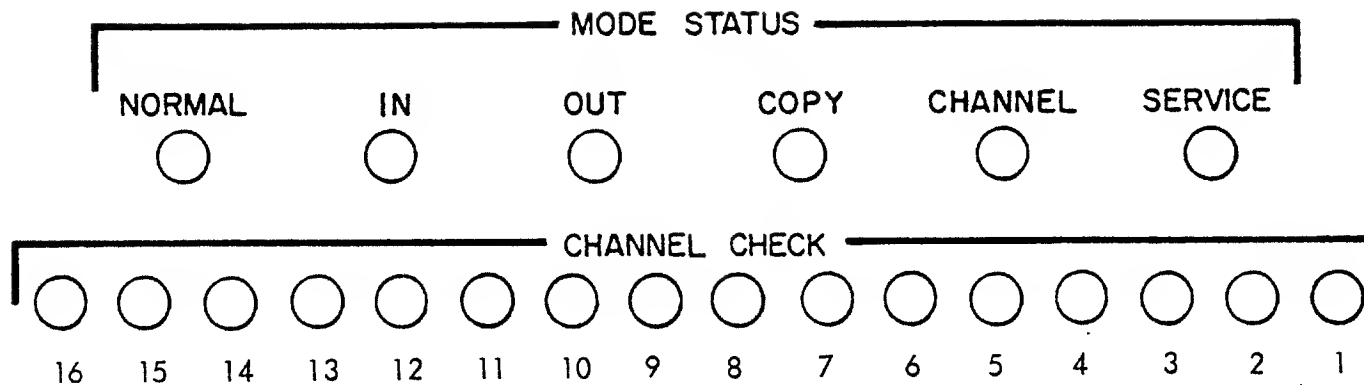 MODE STATUS
NORMAL IN OUT COPY CHANNEL SERVICE
CHANNEL CHECK
16 15 14 13 12 11 10 9 8 7 6 5 4 3 2 1